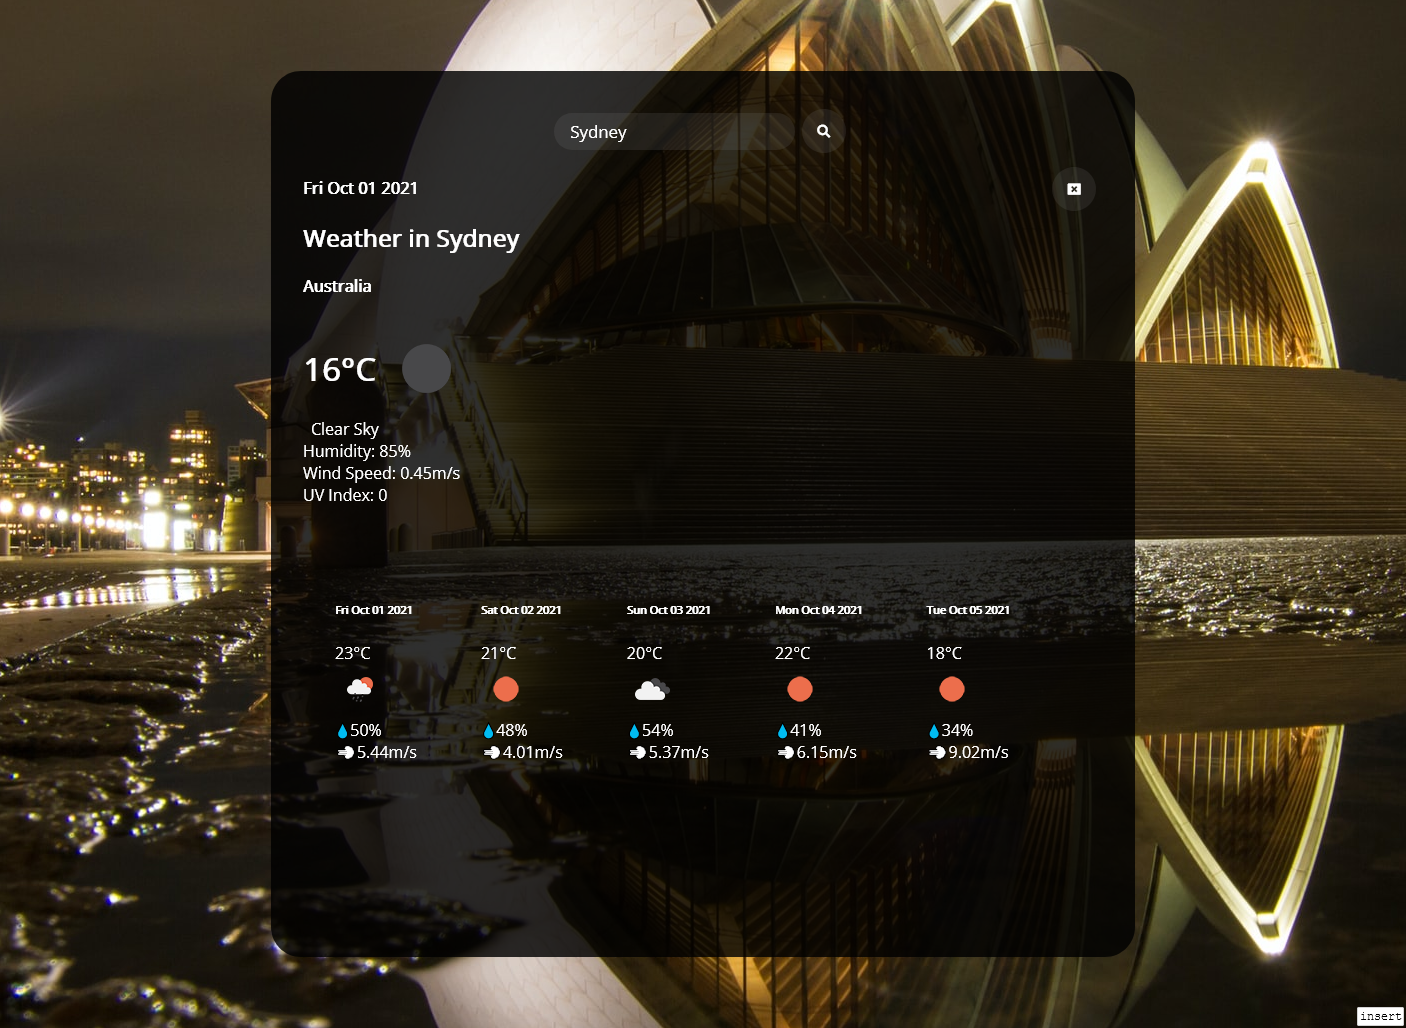 Sydney
Fri Oct 01 2021
Weather in Sydney
Australia
16°C
Clear Sky
Humidity: 85%
Wind Speed: 0.45m/s
UV Index: 0
Fri Oct 01 2021 Sat Oct 02 2021 Sun Oct 03 2021 Mon Oct 04 2021 Tue Oct 05 2021
23°C 21°C 20°C 22°C 18°C
50% 48% 54% 41% 34%
5.44m/s 4.01m/s 5.37m/s 6.15m/s 9.02m/s
insert